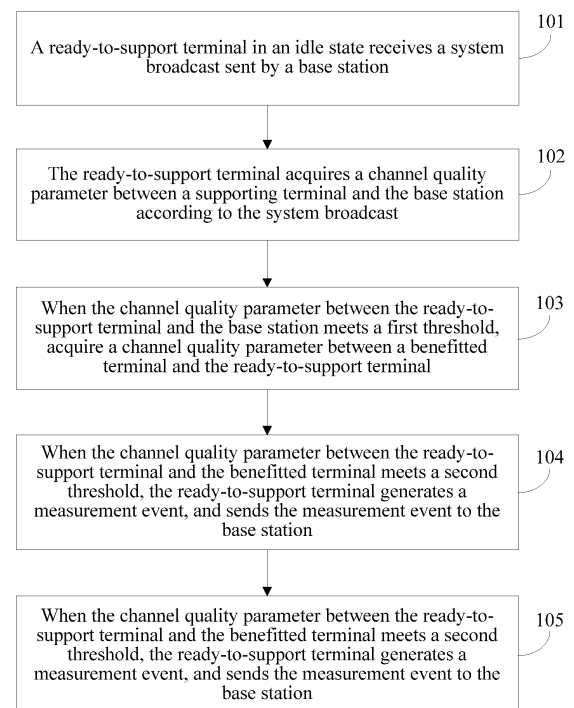 101
A ready-to-support terminal in an idle state receives a system
broadcast sent by a base station
102
The ready-to-support terminal acquires a channel quality
parameter between a supporting terminal and the base station
according to the system broadcast
103
When the channel quality parameter between the ready-to-
support terminal and the base station meets a first threshold,
acquire a channel quality parameter between a benefitted
terminal and the ready-to-support terminal
104
When the channel quality parameter between the ready-to-
support terminal and the benefitted terminal meets a second
threshold, the ready-to-support terminal generates a
measurement event, and sends the measurement event to the
base station
105
When the channel quality parameter between the ready-to-
support terminal and the benefitted terminal meets a second
threshold, the ready-to-support terminal generates a
measurement event, and sends the measurement event to the
base station